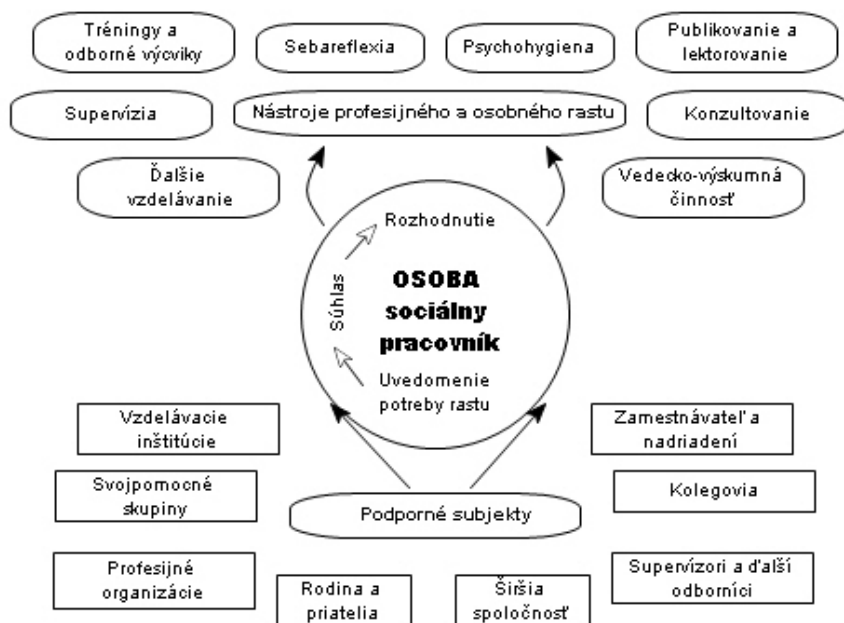 Tréningy a
odborné výcviky
Sebareflexia
Psychohygiena
Publikovanie a
lektorovanie
Supervízia
Nástroje profesijného a osobného rastu
Konzultovanie
Ďalšie
vzdelávanie
Vedecko-výskumná
činnosť
Rozhodnutie
Súhlas
OSOBA
sociálny
pracovník
Uvedomenie
potreby rastu
Vzdelávacie
inštitúcie
Zamestnávateľ a
nadriadení
Svojpomocné
skupiny
Kolegovia
Podporné subjekty
Profesijné
organizácie
Rodina a
priatelia
Širšia
spoločnosť
Supervízori a ďalší
odborníci